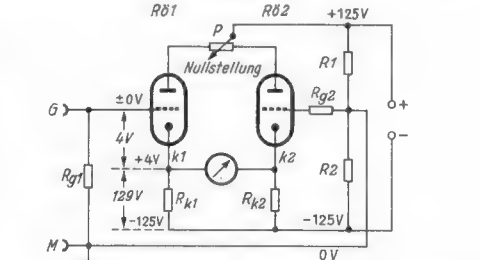 Rö1 Rö2
P +125V
Nullstellung R1
Rg2
G ±0V +
4V –
+4V k1 k2 R2
Rg1
129V Rk1 Rk2
-125V -125V
M 0V